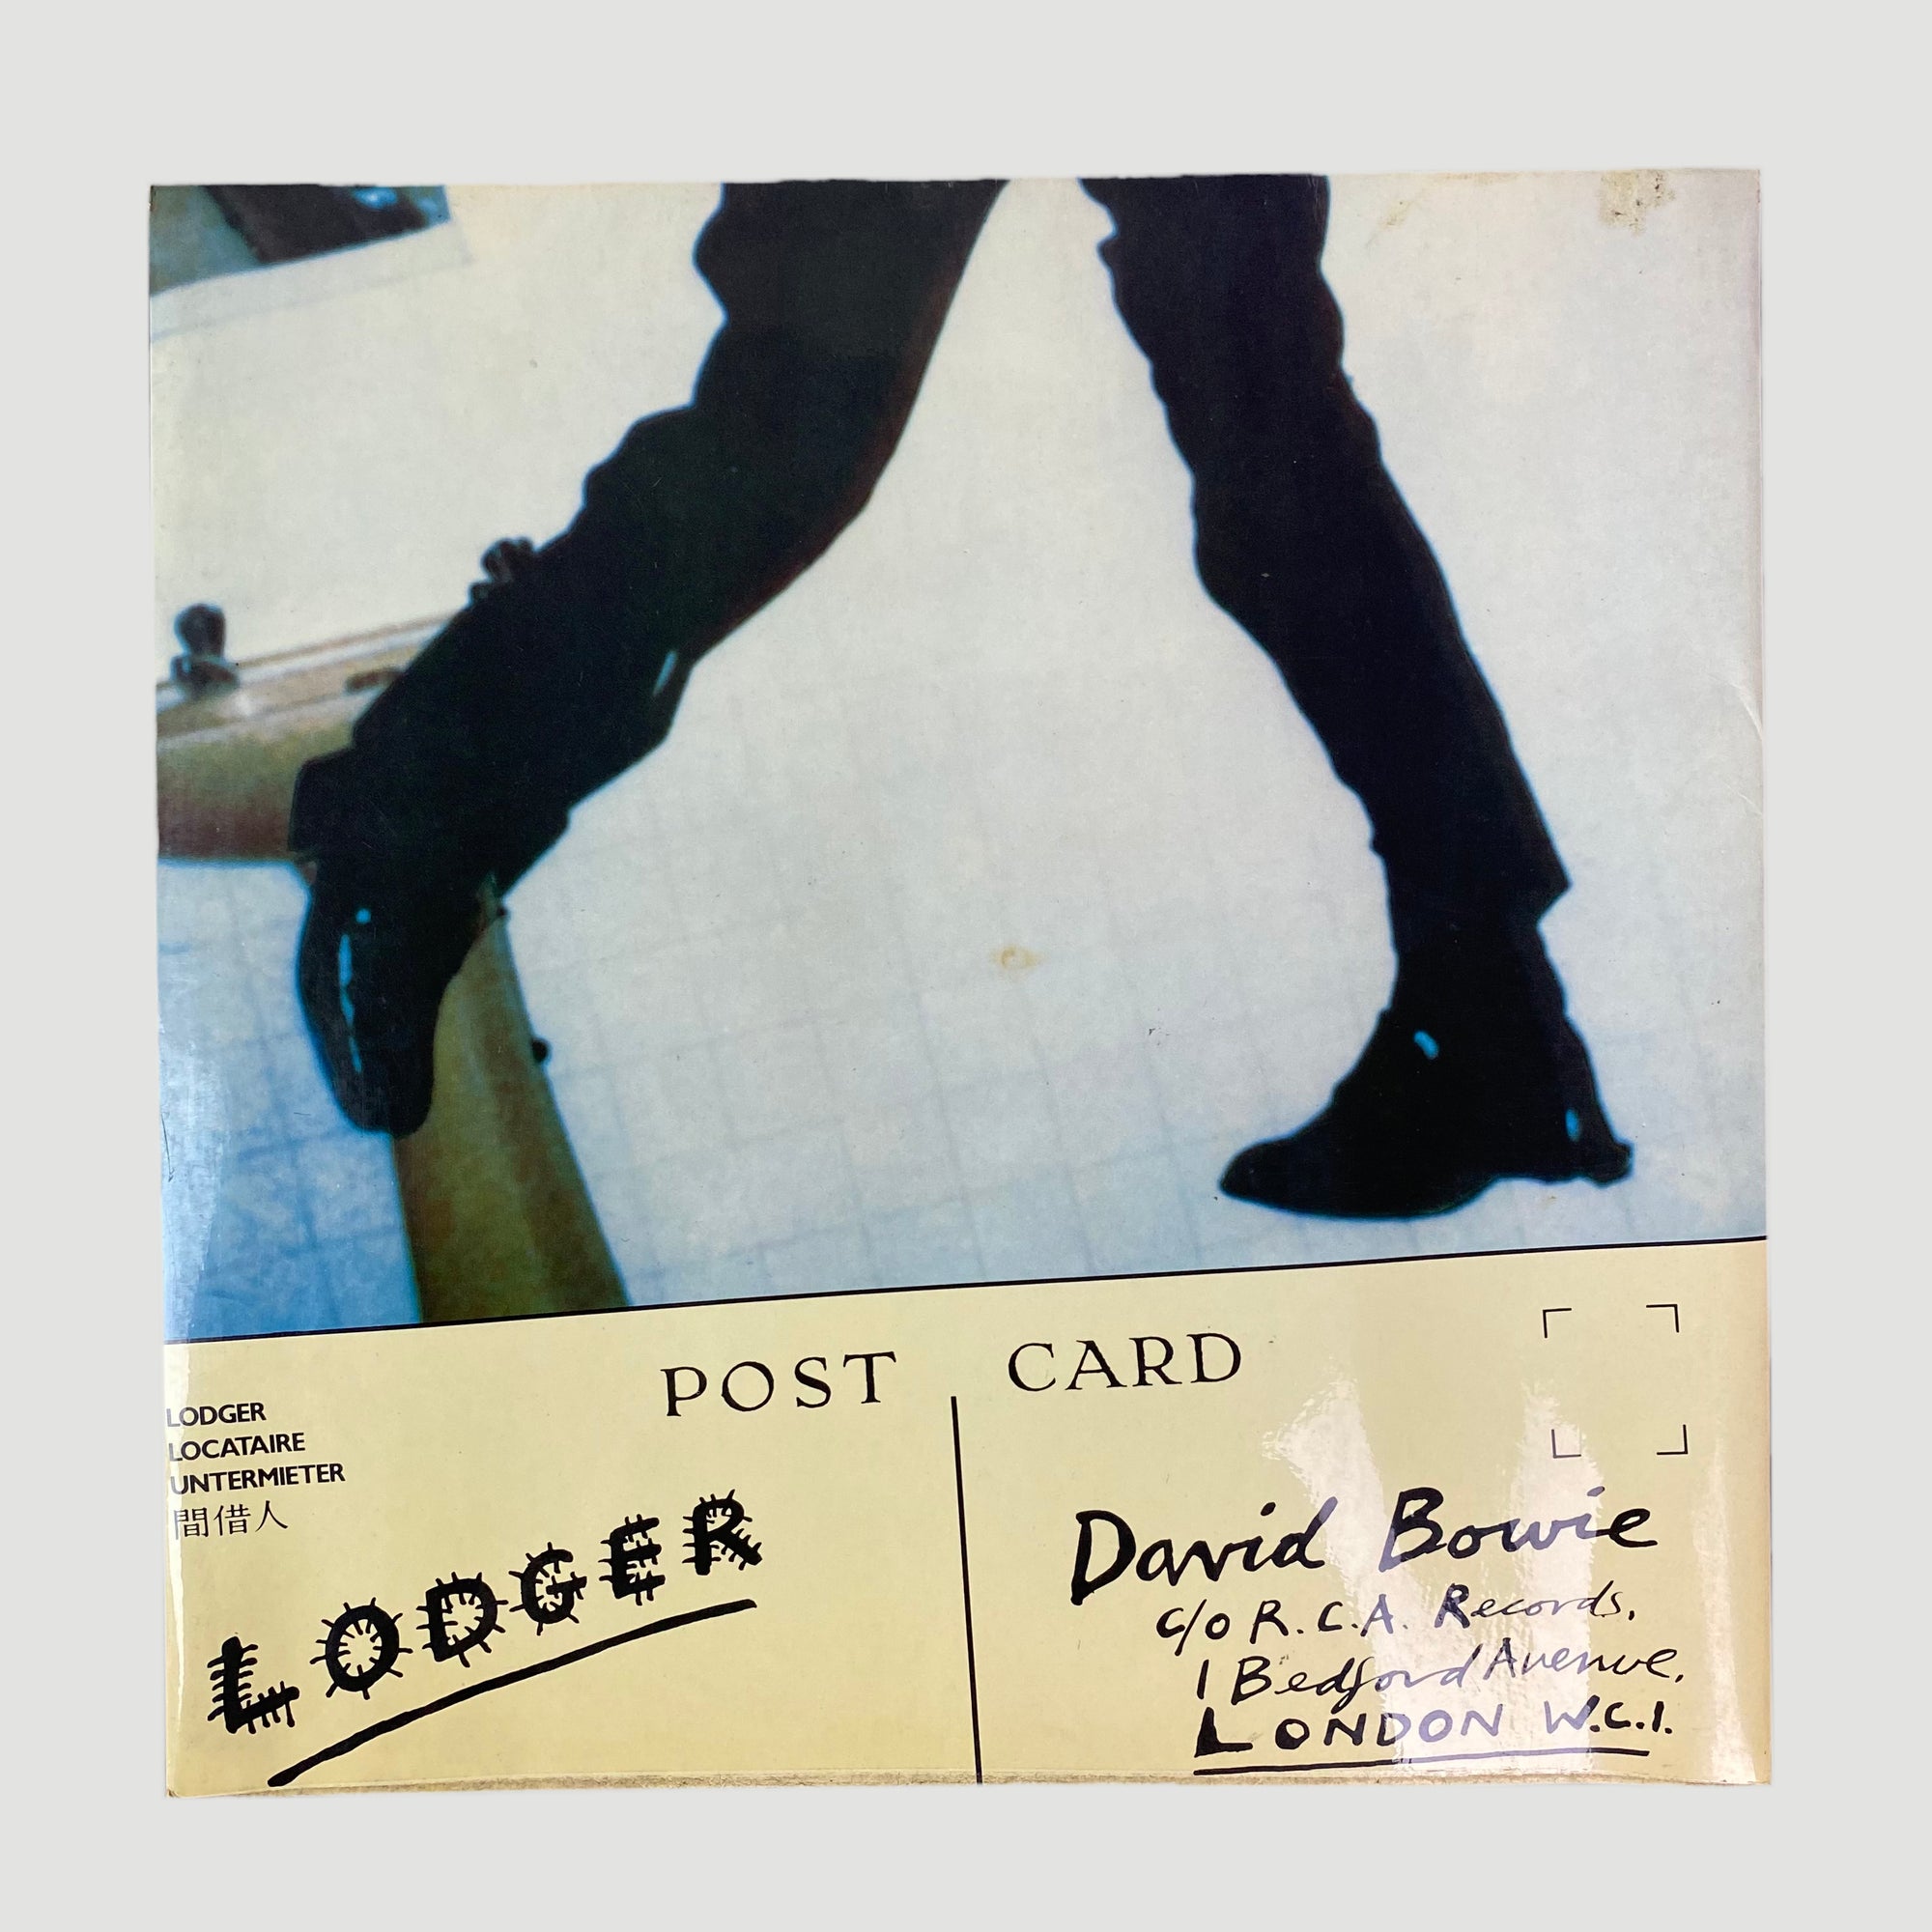 POST CARD
LODGER
LOCATAIRE
UNTERMIETER
間借人
LODGER
David Bowie
c/o R.C.A. Records,
1 Bedford Avenue,
LONDON W.C.1.